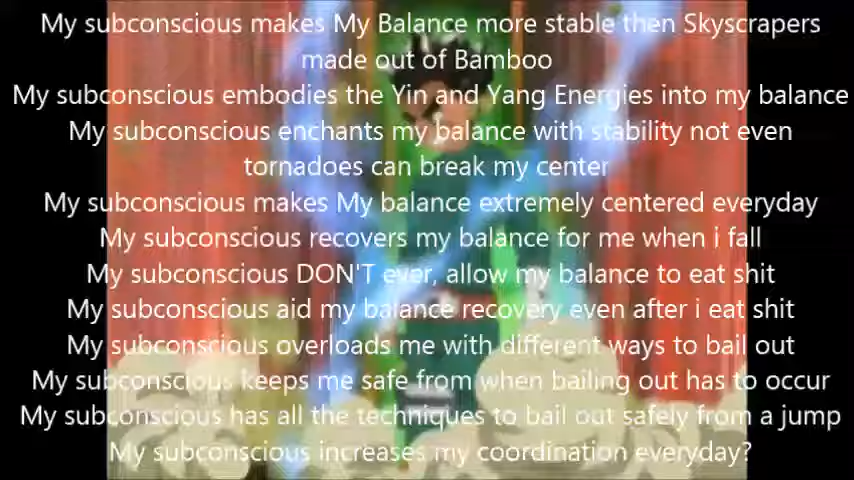 My subconscious makes My Balance more stable then Skyscrapers
made out of Bamboo
My subconscious embodies the Yin and Yang Energies into my balance
My subconscious enchants my balance with stability not even
tornadoes can break my center
My subconscious makes My balance extremely centered everyday
My subconscious recovers my balance for me when i fall
My subconscious DON'T ever, allow my balance to eat shit
My subconscious aid my balance recovery even after i eat shit
My subconscious overloads me with different ways to bail out
My subconscious keeps me safe from when bailing out has to occur
My subconscious has all the techniques to bail out safely from a jump
My subconscious increases my coordination everyday?